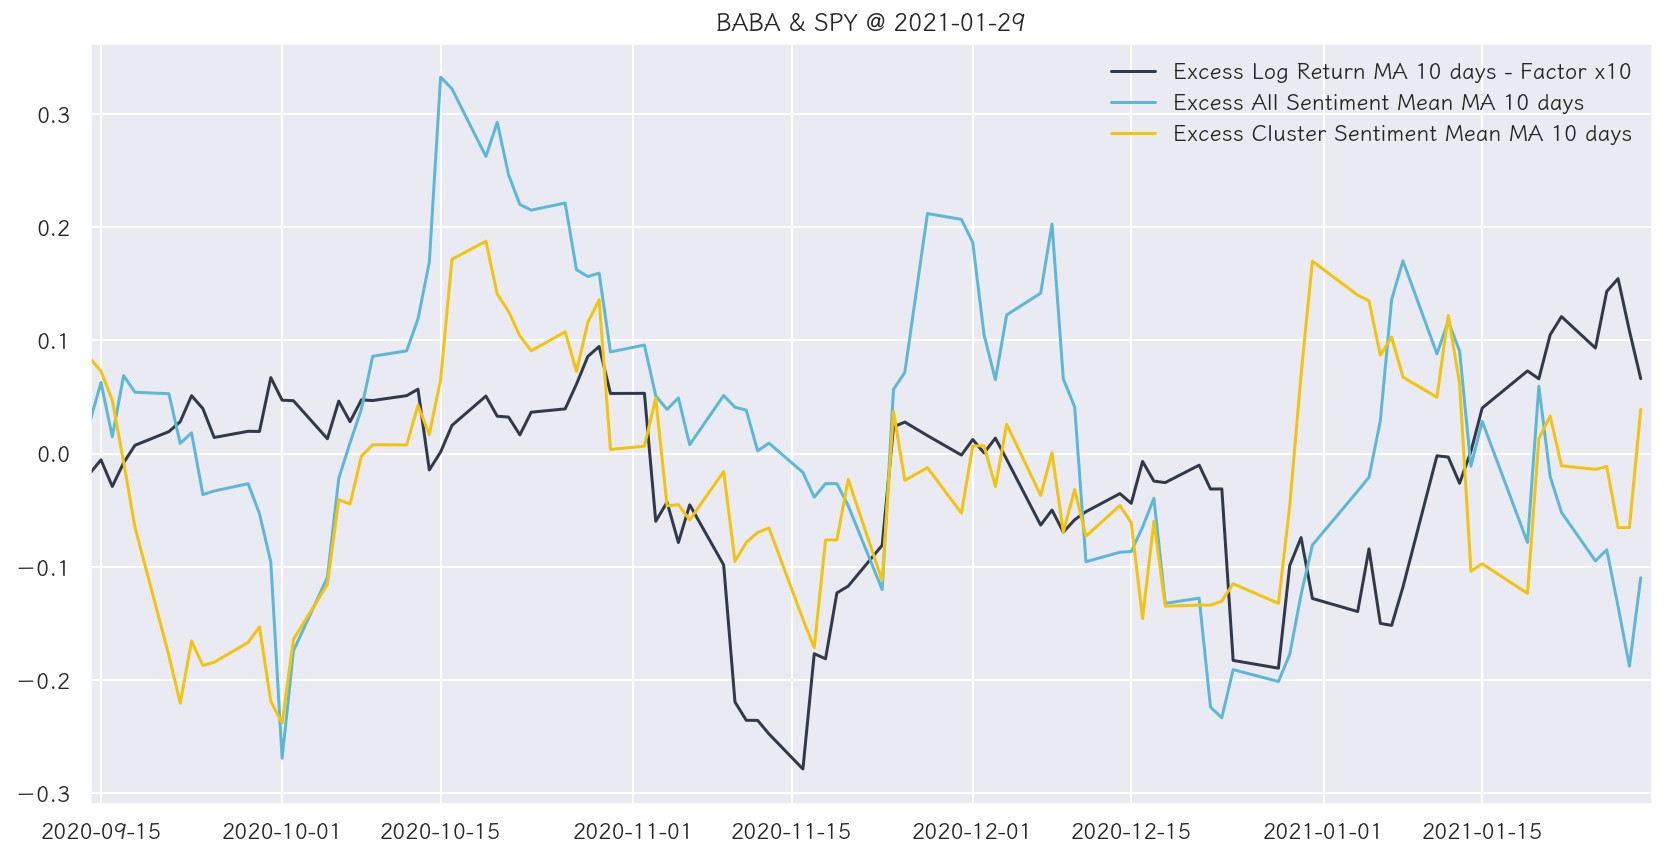 BABA & SPY @ 2021-01-29
Excess Log Return MA 10 days - Factor x10
Excess All Sentiment Mean MA 10 days
Excess Cluster Sentiment Mean MA 10 days
0.3
0.2
0.1
0.0
−0.1
−0.2
−0.3
2020-09-15 2020-10-01 2020-10-15 2020-11-01 2020-11-15 2020-12-01 2020-12-15 2021-01-01 2021-01-15